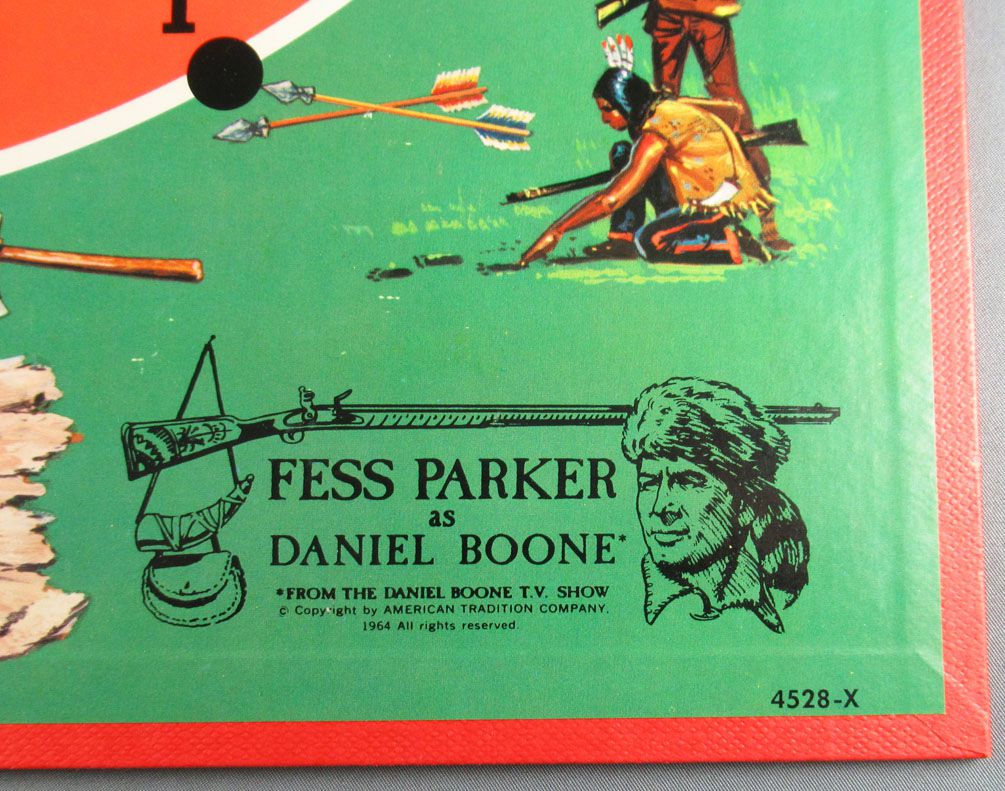 FESS PARKER
as
DANIEL BOONE*
*FROM THE DANIEL BOONE T.V. SHOW
© Copyright by AMERICAN TRADITION COMPANY.
1964 All rights reserved.
4528-X